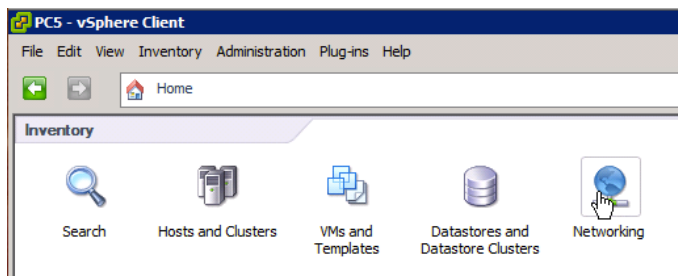 PC5 - vSphere Client
File Edit View Inventory Administration Plug-ins Help
Home
Inventory
Search
Hosts and Clusters
VMs and
Templates
Datastores and
Datastore Clusters
Networking